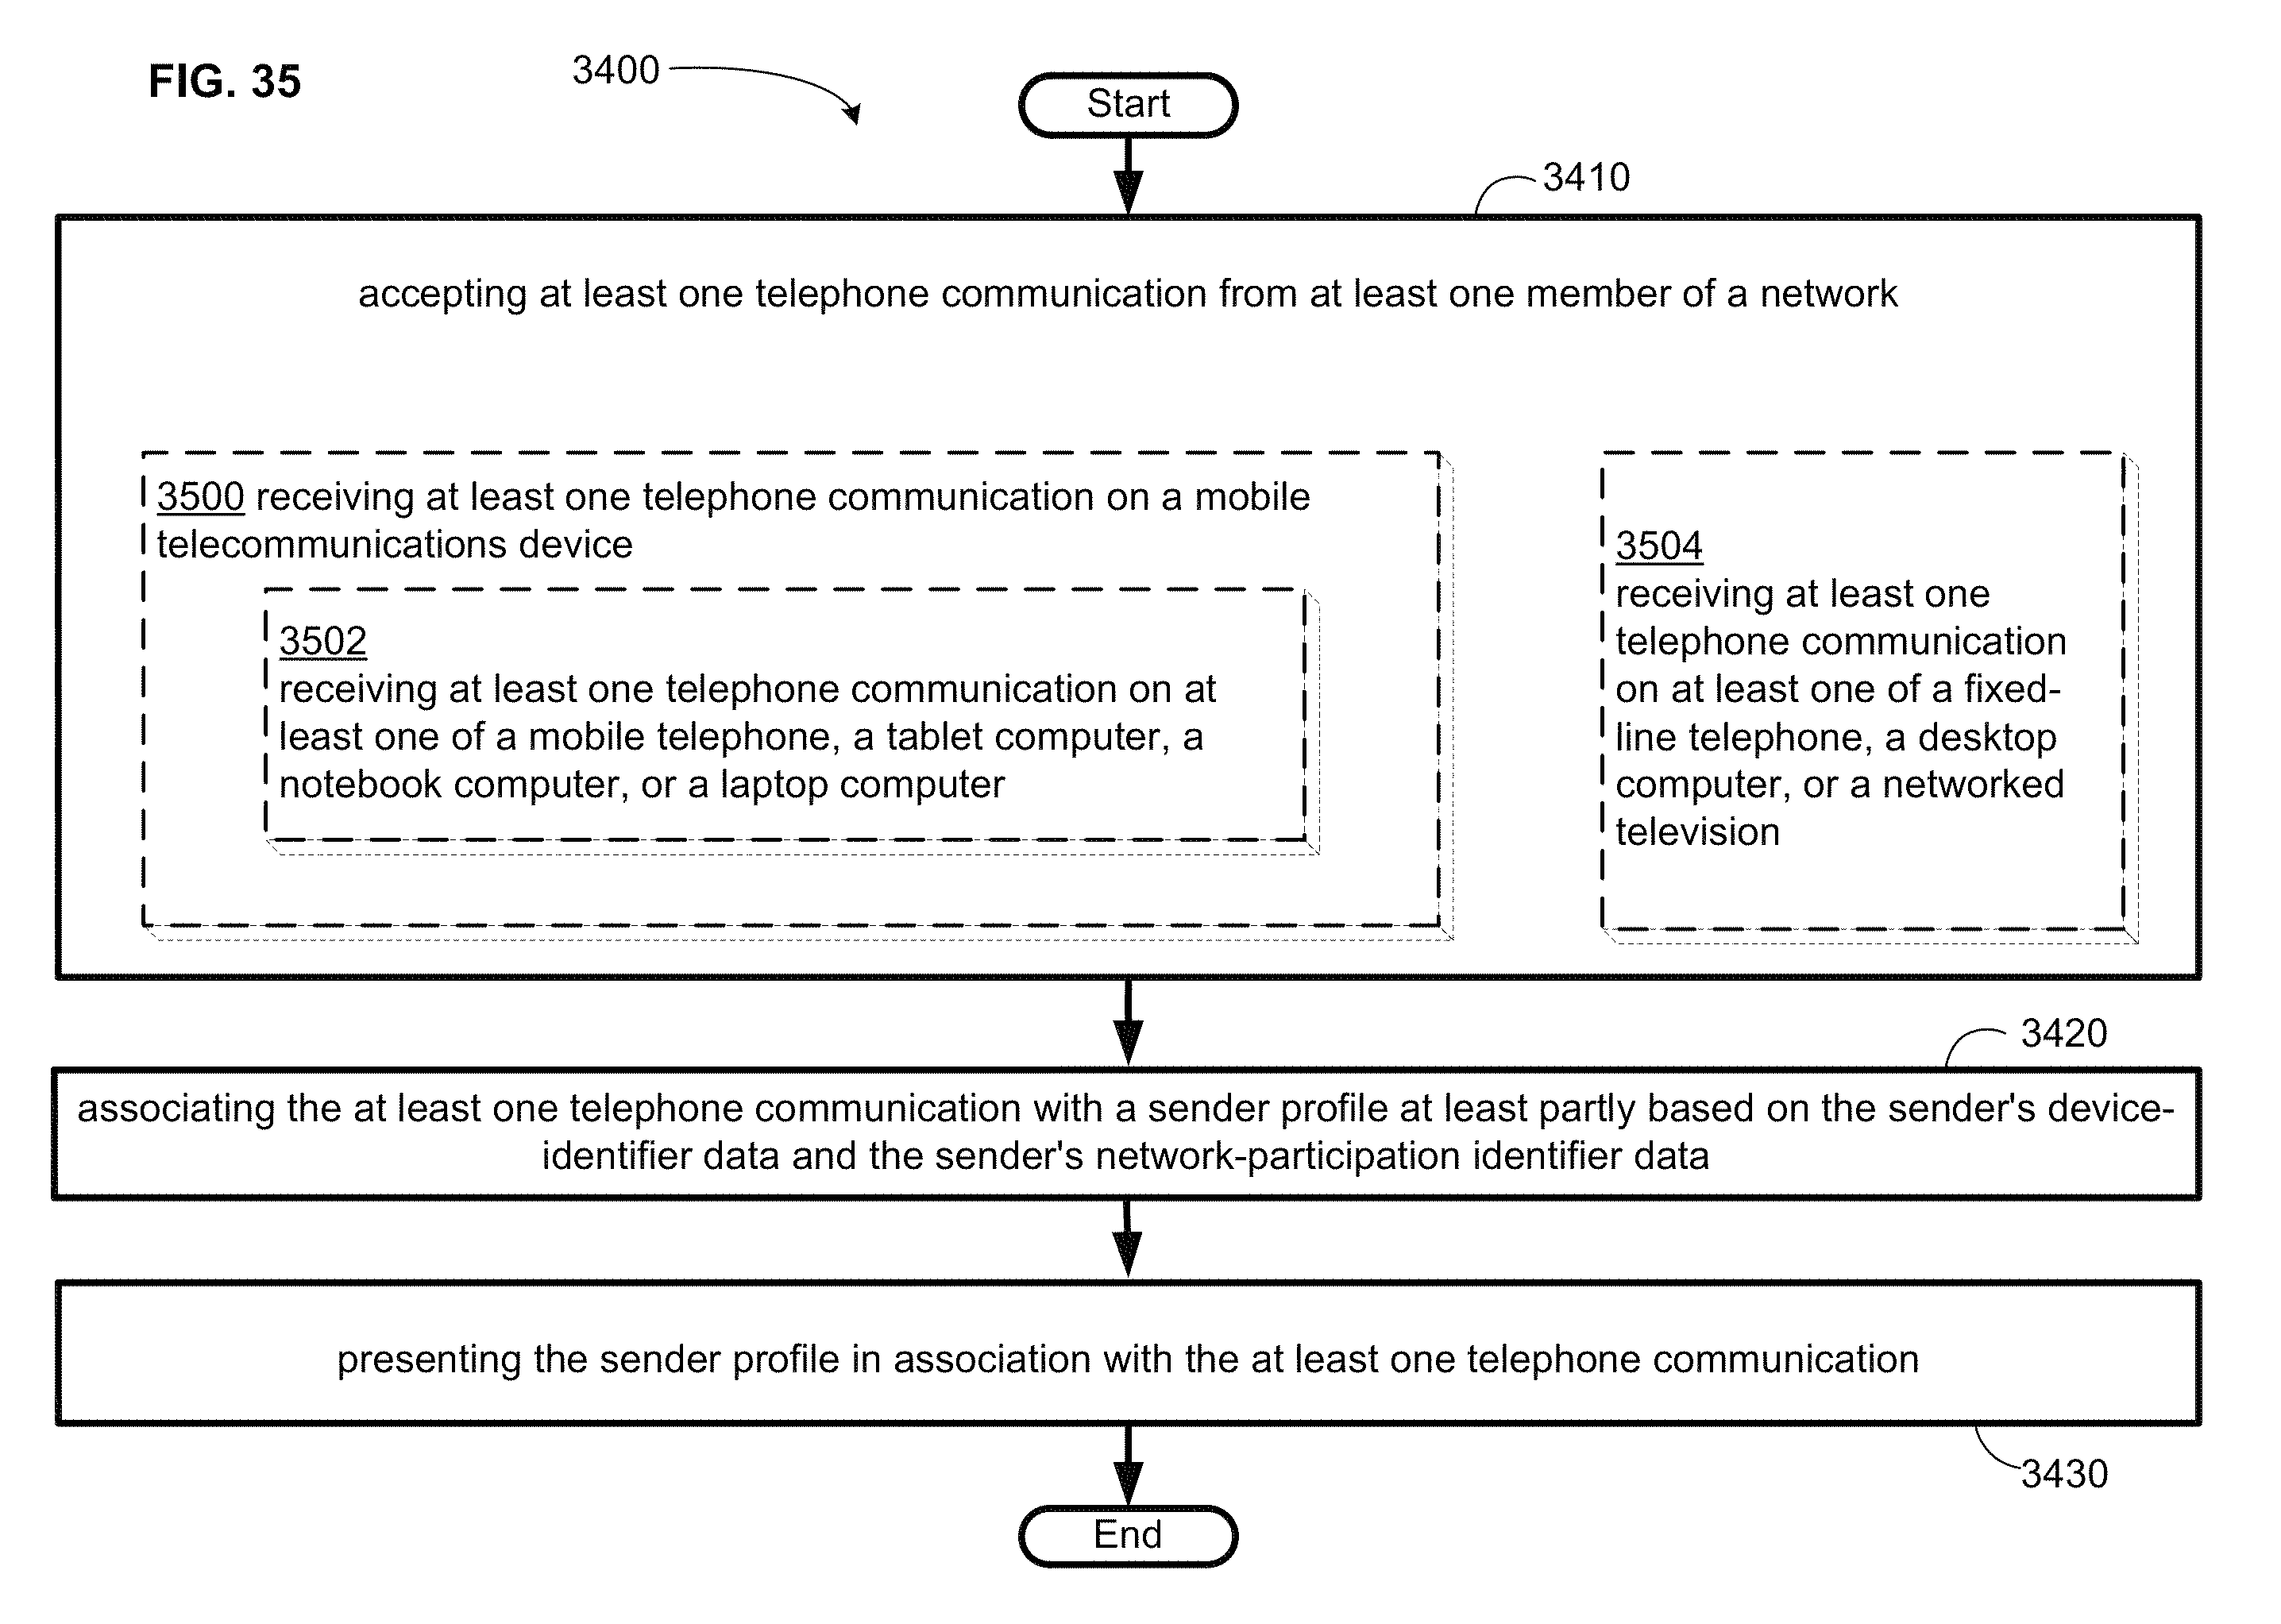 FIG. 35
3400
Start
3410
accepting at least one telephone communication from at least one member of a network
3500 receiving at least one telephone communication on a mobile
telecommunications device
3502
receiving at least one telephone communication on at
least one of a mobile telephone, a tablet computer, a
notebook computer, or a laptop computer
3504
receiving at least one
telephone communication
on at least one of a fixed-
line telephone, a desktop
computer, or a networked
television
3420
associating the at least one telephone communication with a sender profile at least partly based on the sender's device-
identifier data and the sender's network-participation identifier data
presenting the sender profile in association with the at least one telephone communication
3430
End